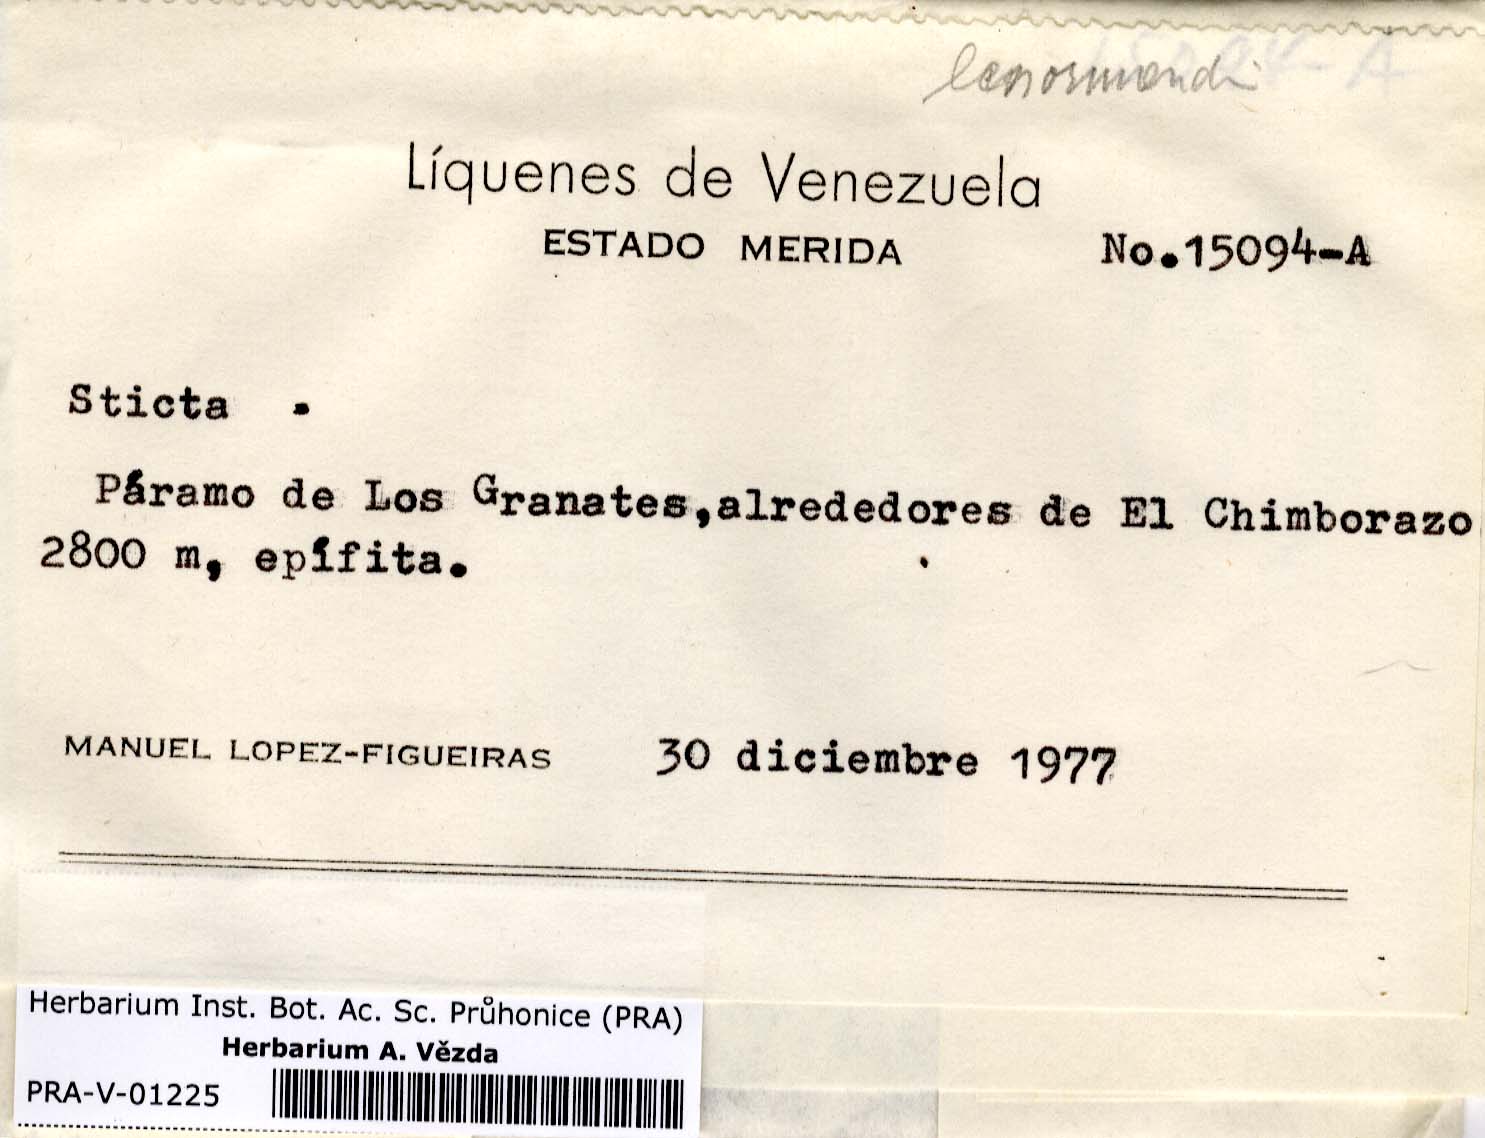 lenormandi
Líquenes de Venezuela
ESTADO MERIDA No.15094-A
Sticta .
Páramo de Los Granates,alrededores de El Chimborazo
2800 m, epífita.
MANUEL LOPEZ-FIGUEIRAS 30 diciembre 1977
Herbarium Inst. Bot. Ac. Sc. Průhonice (PRA)
Herbarium A. Vězda
PRA-V-01225